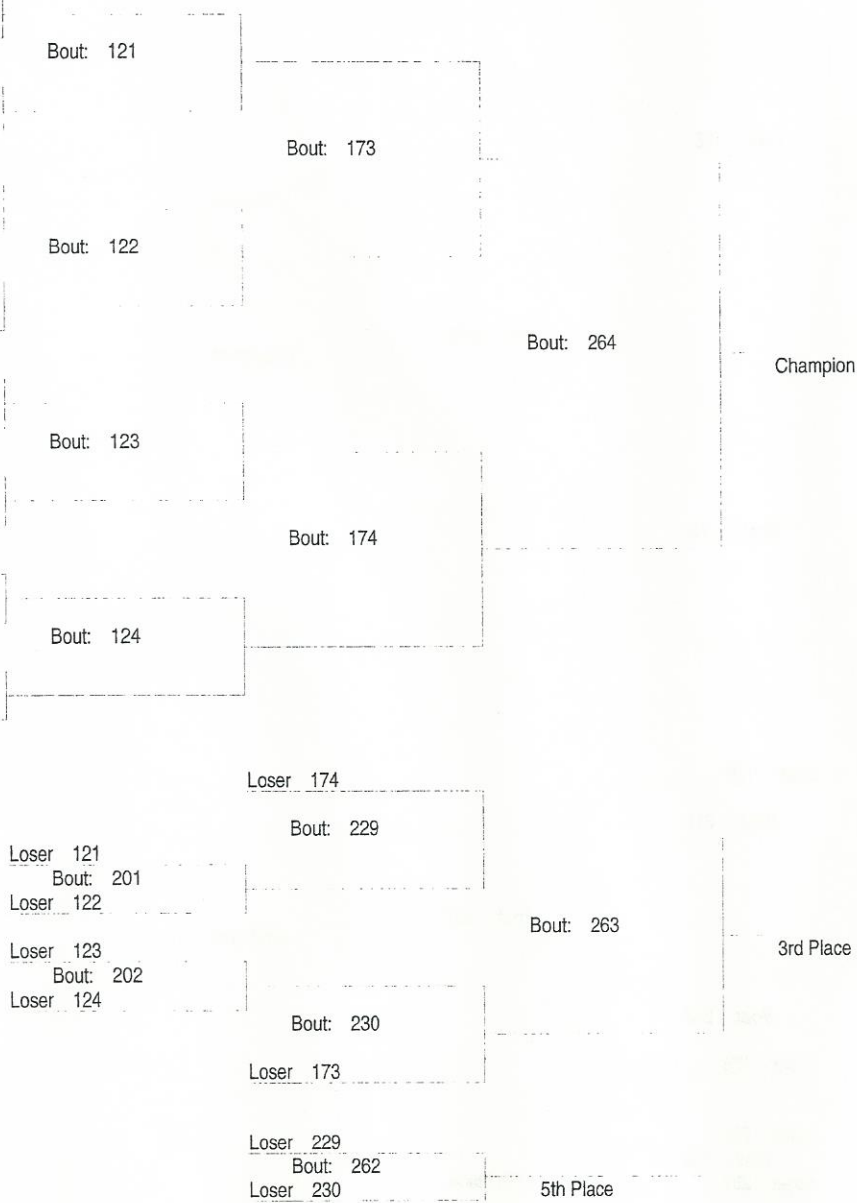 Bout: 121
Bout: 173
Bout: 122
Bout: 264
Champion
Bout: 123
Bout: 174
Bout: 124
Loser 174
Bout: 229
Loser 121
Bout: 201
Loser 122
Bout: 263
Loser 123
3rd Place
Bout: 202
Loser 124
Bout: 230
Loser 173
Loser 229
Bout: 262
Loser 230
5th Place